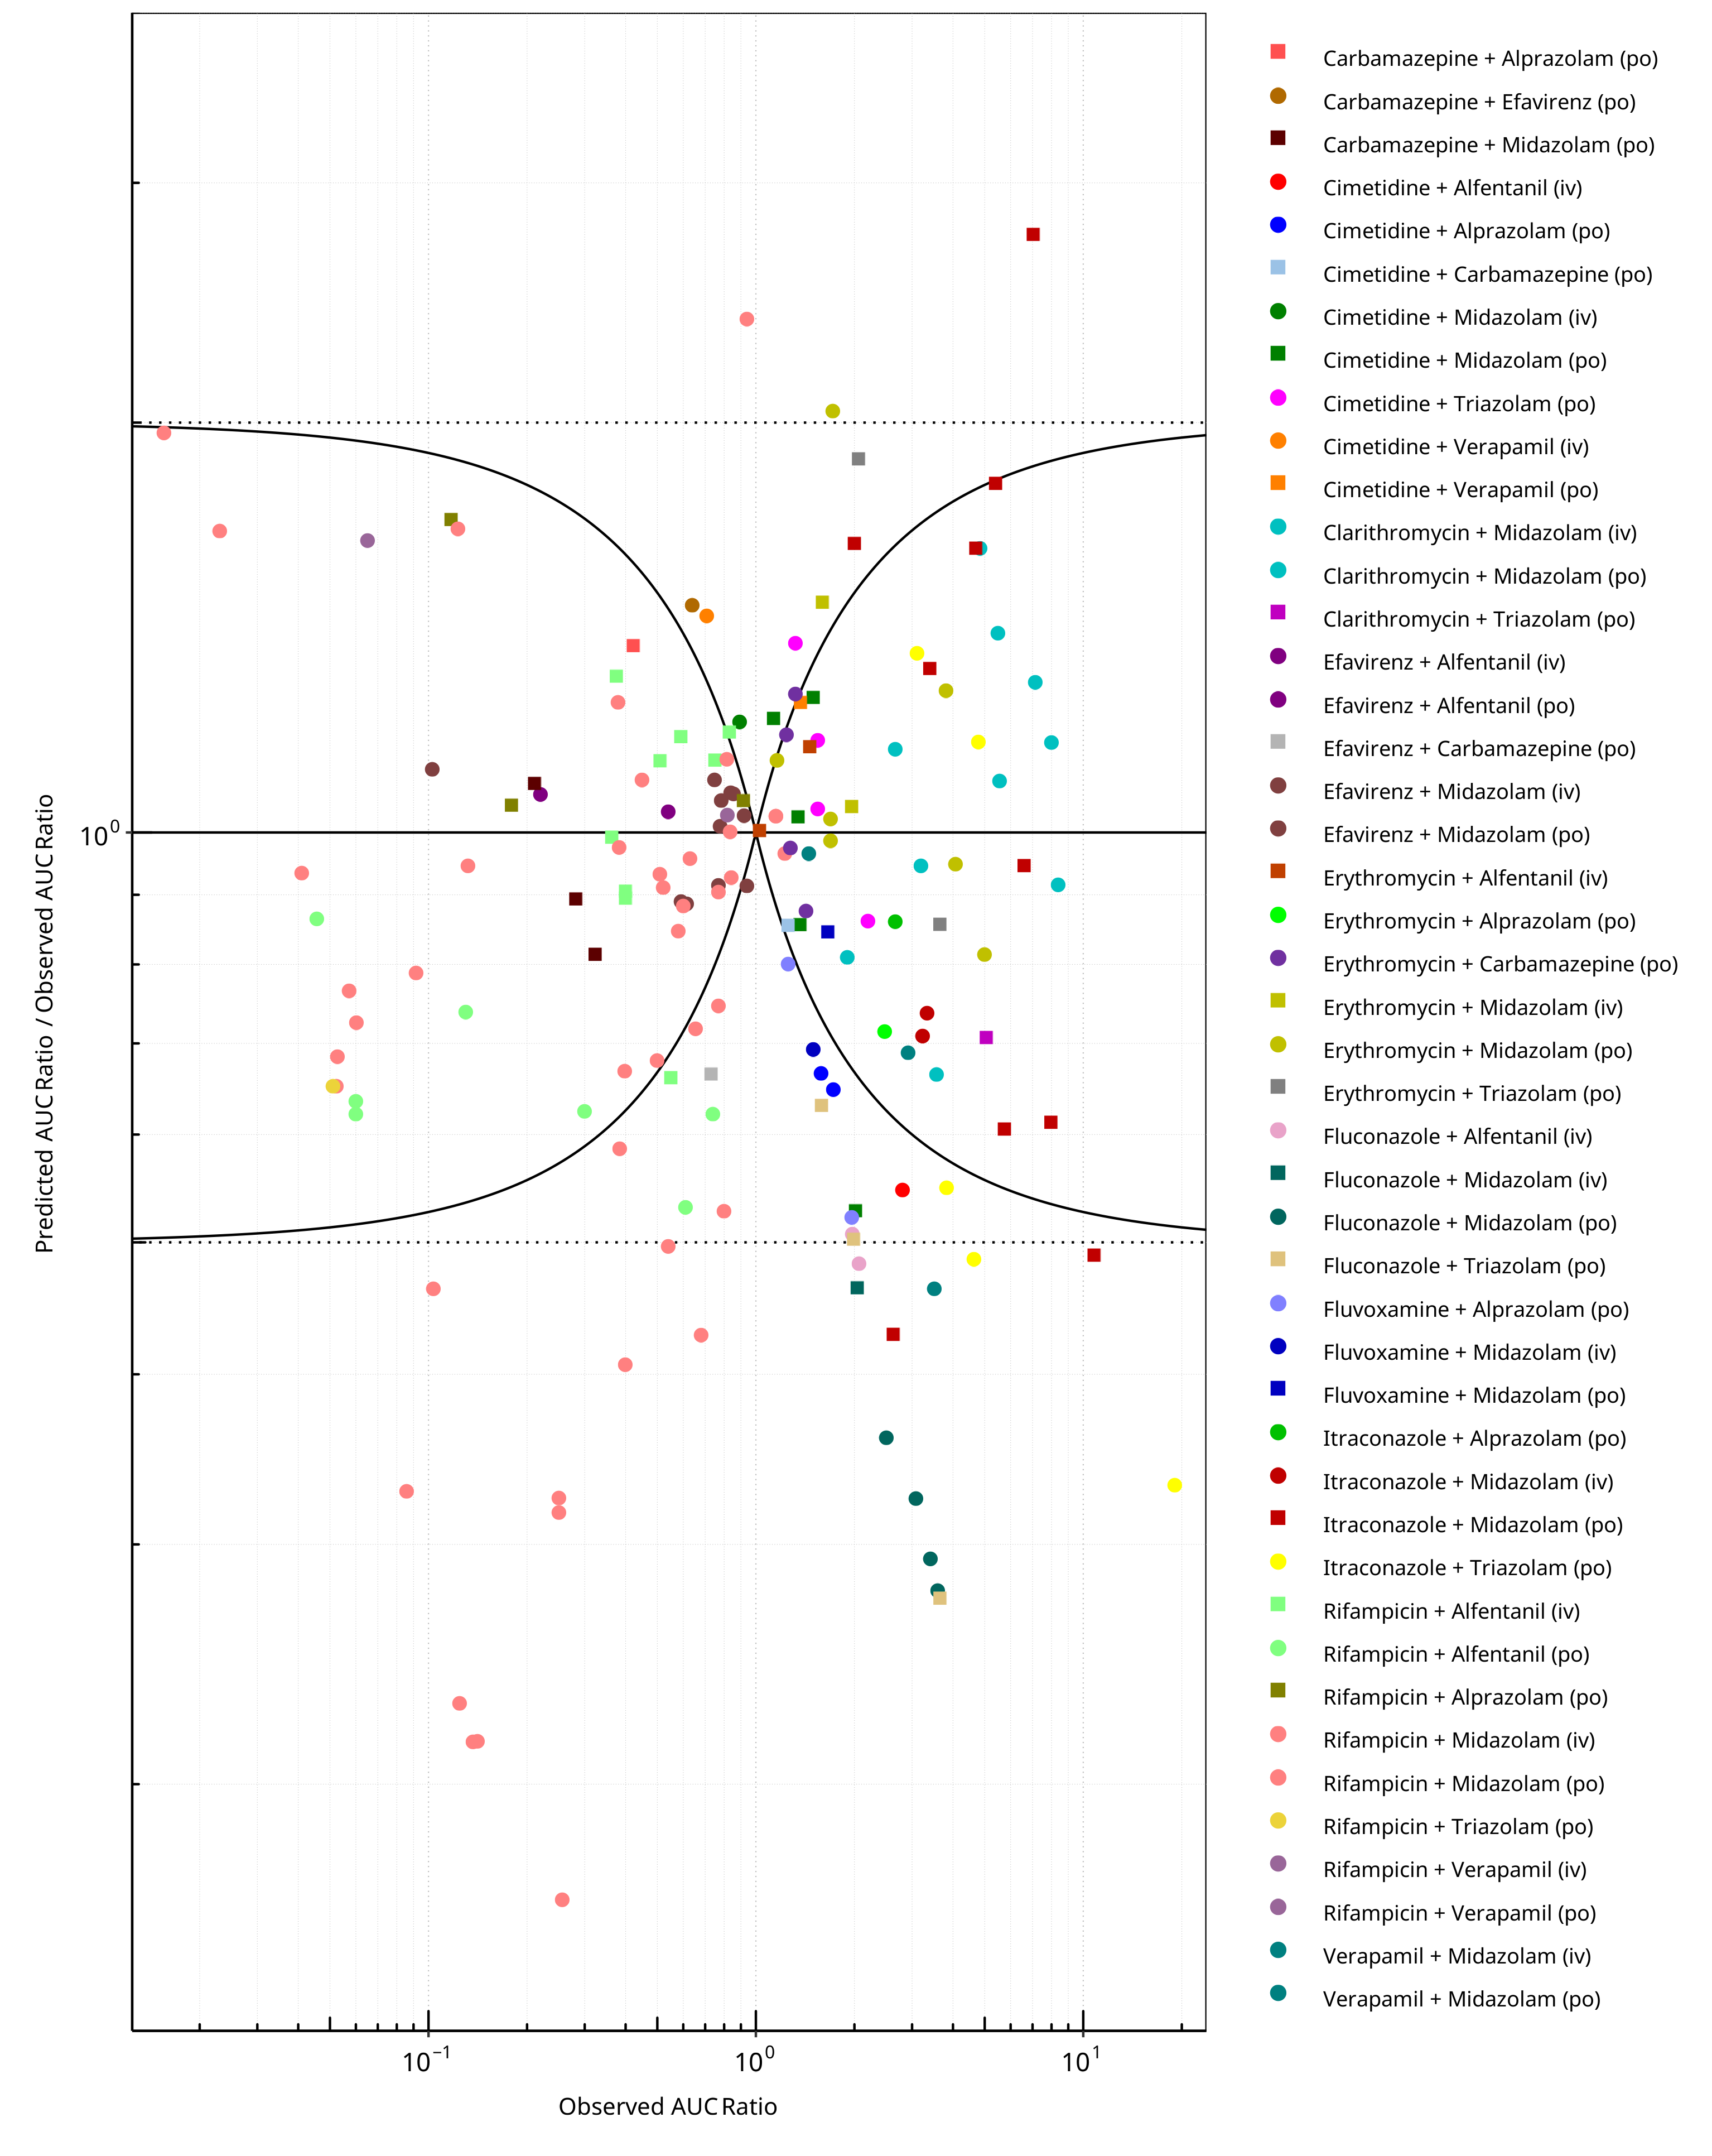 Carbamazepine + Alprazolam (po)
Carbamazepine + Efavirenz (po)
Carbamazepine + Midazolam (po)
Cimetidine + Alfentanil (iv)
Cimetidine + Alprazolam (po)
Cimetidine + Carbamazepine (po)
Cimetidine + Midazolam (iv)
Cimetidine + Midazolam (po)
Cimetidine + Triazolam (po)
Cimetidine + Verapamil (iv)
Cimetidine + Verapamil (po)
Clarithromycin + Midazolam (iv)
Clarithromycin + Midazolam (po)
Clarithromycin + Triazolam (po)
Efavirenz + Alfentanil (iv)
Efavirenz + Alfentanil (po)
Efavirenz + Carbamazepine (po)
Efavirenz + Midazolam (iv)
Efavirenz + Midazolam (po)
Erythromycin + Alfentanil (iv)
Erythromycin + Alprazolam (po)
Erythromycin + Carbamazepine (po)
Erythromycin + Midazolam (iv)
Erythromycin + Midazolam (po)
Erythromycin + Triazolam (po)
Fluconazole + Alfentanil (iv)
Fluconazole + Midazolam (iv)
Fluconazole + Midazolam (po)
Fluconazole + Triazolam (po)
Fluvoxamine + Alprazolam (po)
Fluvoxamine + Midazolam (iv)
Fluvoxamine + Midazolam (po)
Itraconazole + Alprazolam (po)
Itraconazole + Midazolam (iv)
Itraconazole + Midazolam (po)
Itraconazole + Triazolam (po)
Rifampicin + Alfentanil (iv)
Rifampicin + Alfentanil (po)
Rifampicin + Alprazolam (po)
Rifampicin + Midazolam (iv)
Rifampicin + Midazolam (po)
Rifampicin + Triazolam (po)
Rifampicin + Verapamil (iv)
Rifampicin + Verapamil (po)
Verapamil + Midazolam (iv)
Verapamil + Midazolam (po)
Predicted AUC Ratio / Observed AUC Ratio
10⁰
10⁻¹ 10⁰ 10¹
Observed AUC Ratio